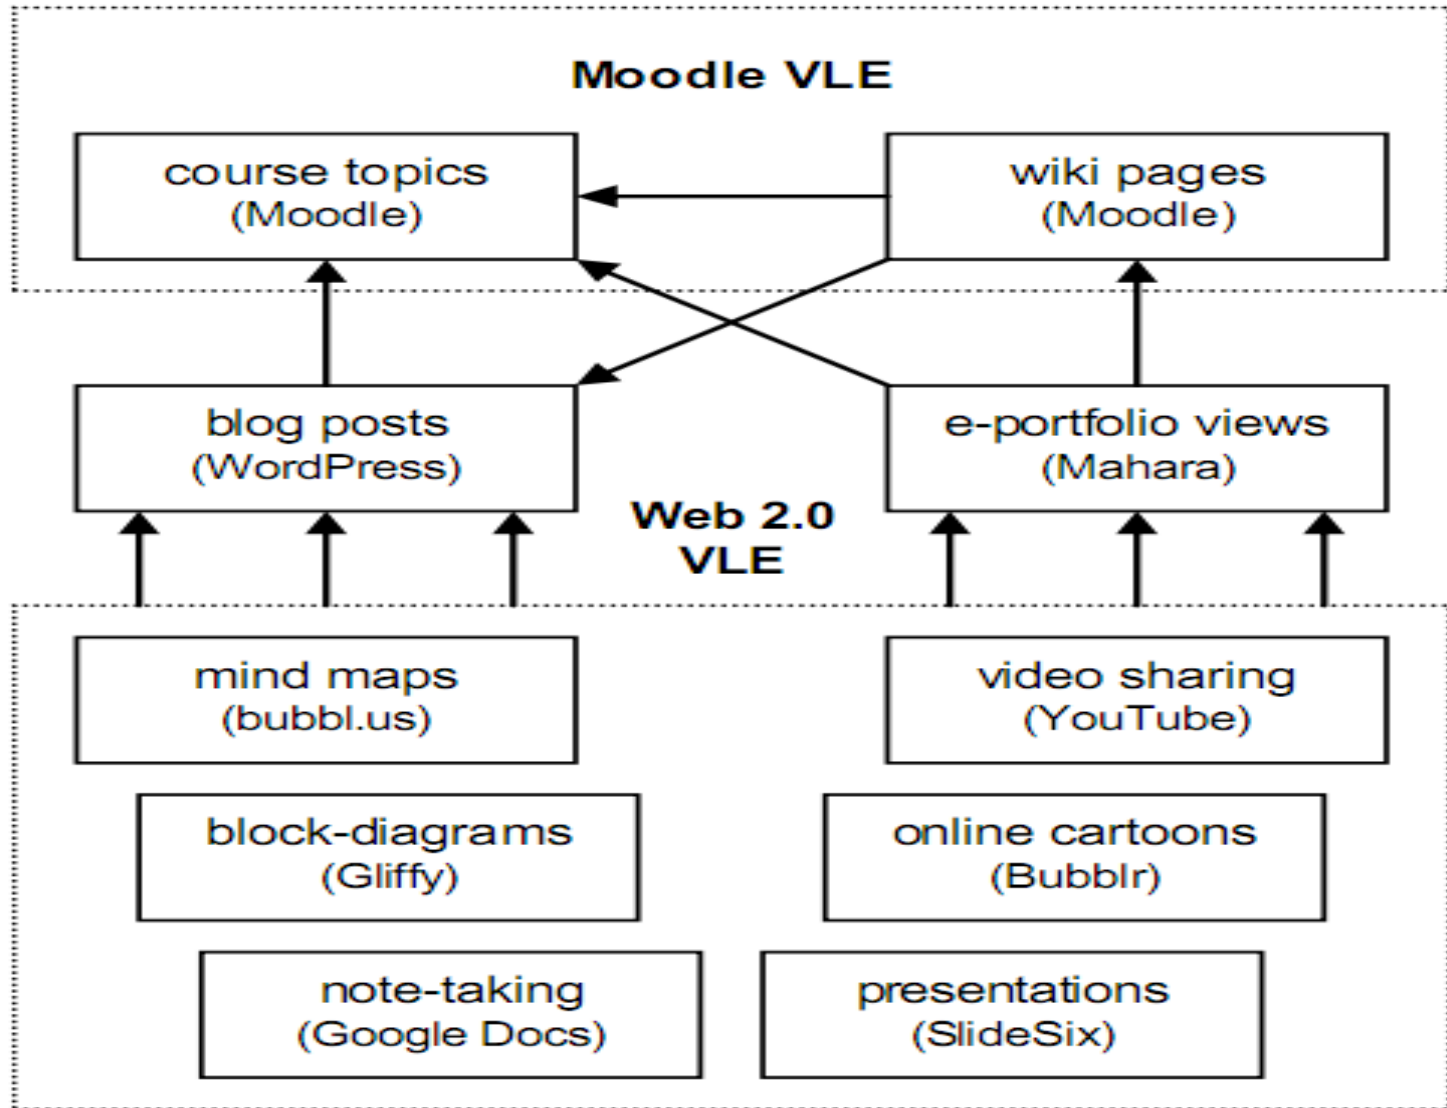 Moodle VLE
course topics
(Moodle)
wiki pages
(Moodle)
blog posts
(WordPress)
e-portfolio views
(Mahara)
Web 2.0
VLE
mind maps
(bubbl.us)
video sharing
(YouTube)
block-diagrams
(Gliffy)
online cartoons
(Bubblr)
note-taking
(Google Docs)
presentations
(SlideSix)